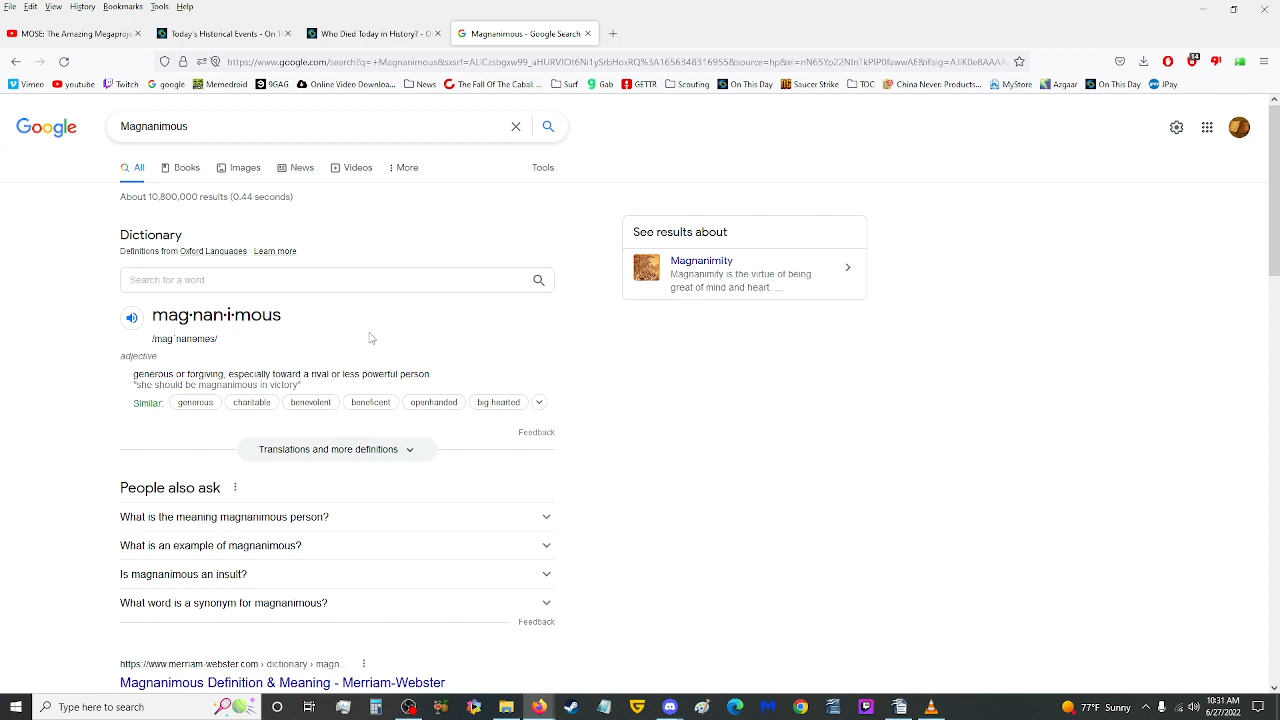 File Edit View History Bookmarks Tools Help
MOSE: The Amazing Megaproje Today's Historical Events - On T Who Died Today in History? - O Magnanimous - Google Search
vimeo youtube Twitch google Memedroid 9GAG Online Video Downloa... News The Fall Of The Cabal:... Surf Gab GETTR Scouting On This Day Saucer Strike TOC China Never: Produc... MyStore Azgaar On This Day JPay
Google Magnanimous
All Books Images News Videos More Tools
About 10,800,000 results (0.44 seconds)
Dictionary
Definitions from Oxford Languages · Learn more
Search for a word
mag·nan·i·mous
/maɡˈnanəməs/
adjective
generous or forgiving, especially toward a rival or less powerful person.
"she should be magnanimous in victory"
Similar: generous charitable benevolent beneficent openhanded big-hearted
Feedback
Translations and more definitions
See results about
Magnanimity
Magnanimity is the virtue of being
great of mind and heart. ...
People also ask
What is the meaning magnanimous person?
What is an example of magnanimous?
Is magnanimous an insult?
What word is a synonym for magnanimous?
Feedback
https://www.merriam-webster.com › dictionary › magn...
Magnanimous Definition & Meaning - Merriam-Webster
Type here to search
77°F Sunny
10:31 AM
6/27/2022